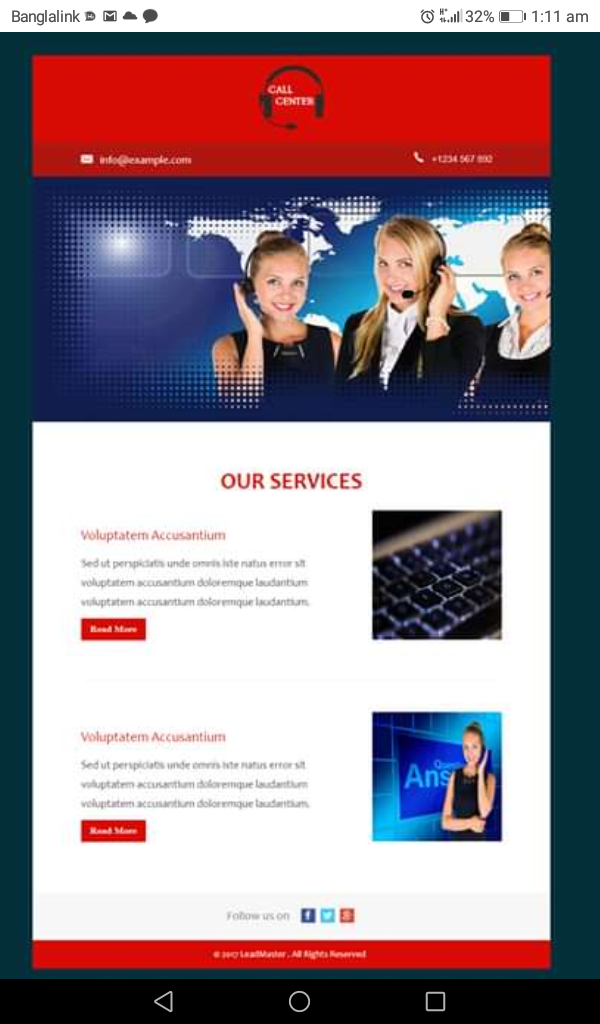 Banglalink 32% 1:11 am
CALL
CENTER
info@example.com +1234 567 892
OUR SERVICES
Voluptatem Accusantium
Sed ut perspiciatis unde omnis iste natus error sit
voluptatem accusantium doloremque laudantium
voluptatem accusantium doloremque laudantium.
Read More
Voluptatem Accusantium
Sed ut perspiciatis unde omnis iste natus error sit
voluptatem accusantium doloremque laudantium
voluptatem accusantium doloremque laudantium.
Read More
Follow us on
© 2017 LeadMaster . All Rights Reserved